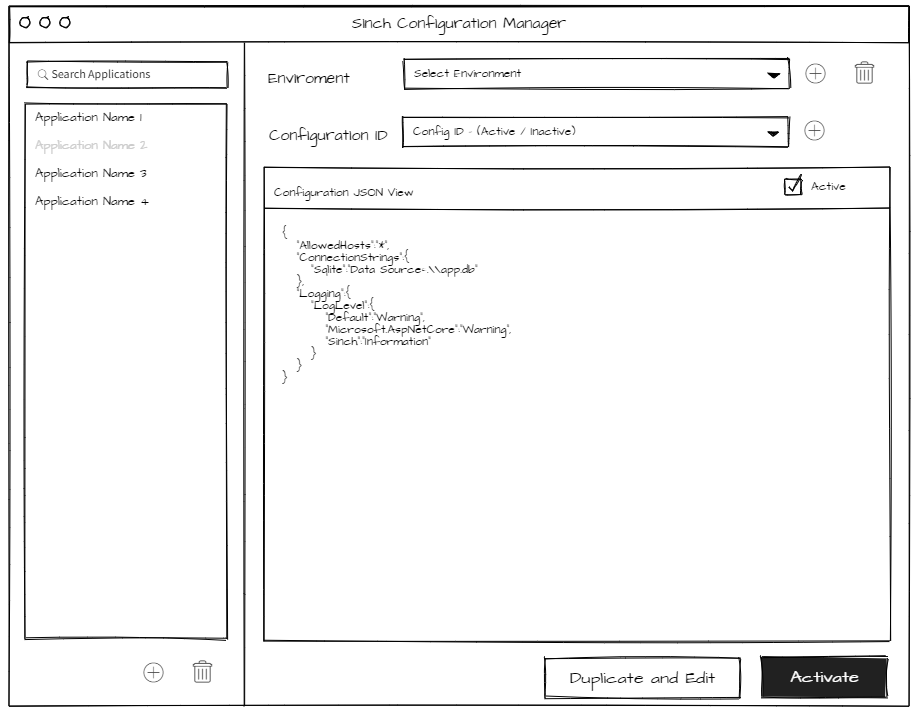 Sinch Configuration Manager
Search Applications
Application Name 1
Application Name 2
Application Name 3
Application Name 4
Enviroment
Select Environment
Configuration ID
Config ID - (Active / Inactive)
Configuration JSON View
Active
{
"AllowedHosts":"*",
"ConnectionStrings":{
"Sqlite":"Data Source=.\\app.db"
},
"Logging":{
"LogLevel":{
"Default":"Warning",
"Microsoft.AspNetCore":"Warning",
"Sinch":"Information"
}
}
}
Duplicate and Edit
Activate